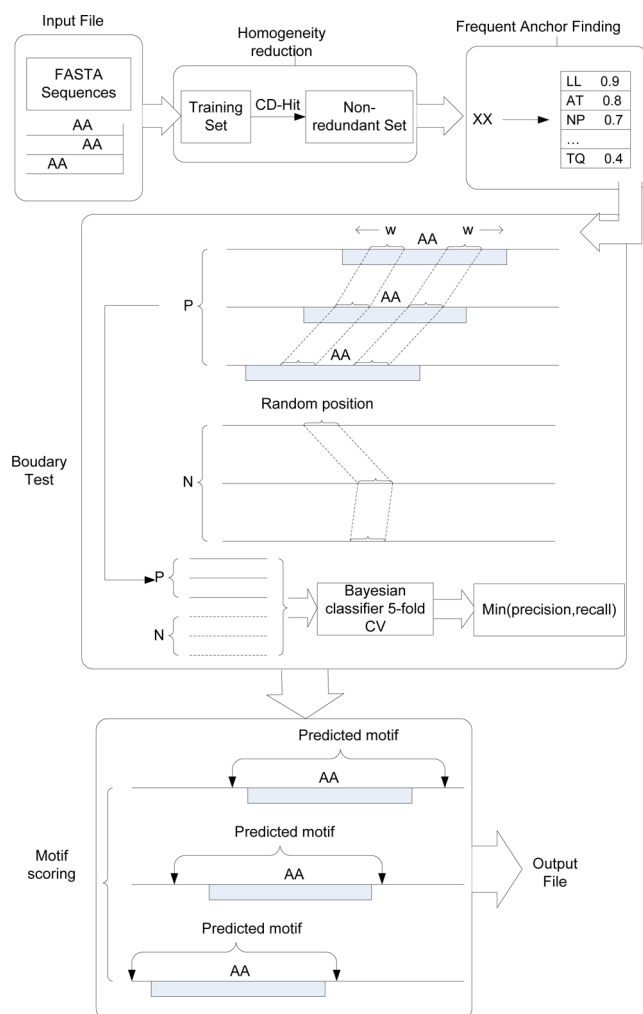 Input File
Homogeneity
reduction
Frequent Anchor Finding
FASTA
Sequences
AA
AA
AA
Training
Set
CD-Hit
Non-
redundant Set
XX
LL 0.9
AT 0.8
NP 0.7
...
TQ 0.4
w w
AA
P
AA
AA
Random position
Boudary
Test
N
P
N
Bayesian
classifier 5-fold
CV
Min(precision,recall)
Predicted motif
AA
Motif
scoring
Predicted motif
AA
Output
File
Predicted motif
AA